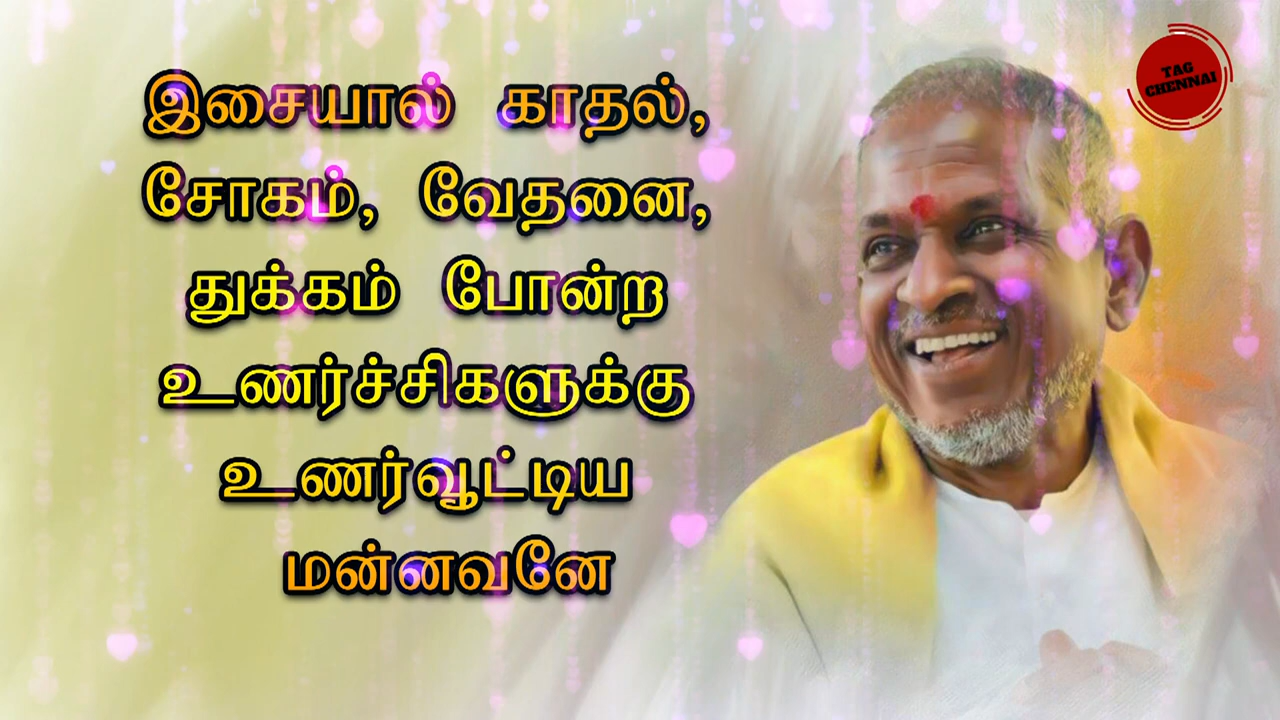 இசையால் காதல்,
சோகம், வேதனை,
துக்கம் போன்ற
உணர்ச்சிகளுக்கு
உணர்வூட்டிய
மன்னவனே
TAG
CHENNAI